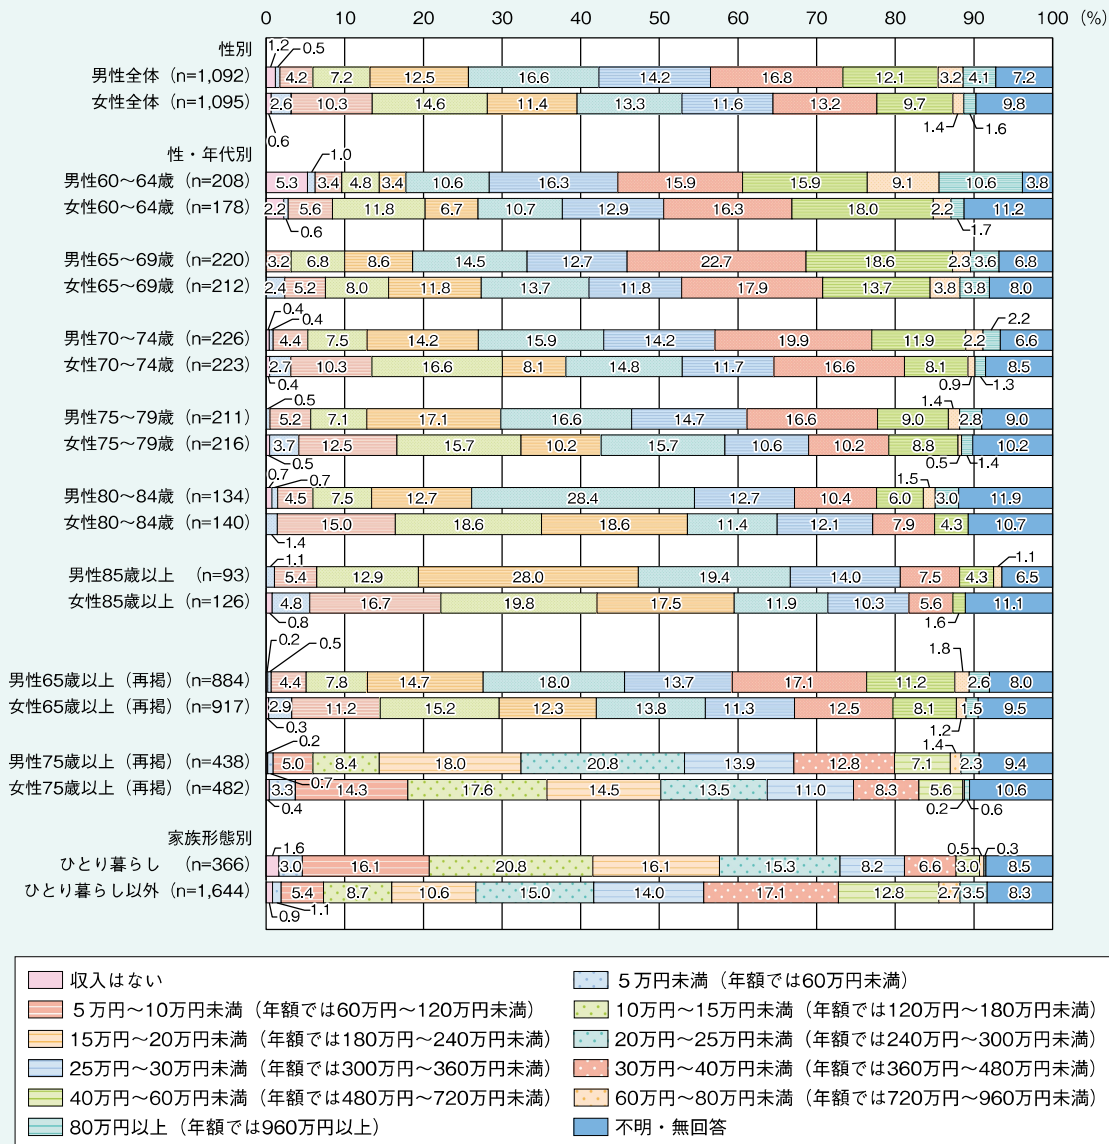 0 10 20 30 40 50 60 70 80 90 100 (%)
性別
1.2 0.5
男性全体（n=1,092） 4.2 7.2 12.5 16.6 14.2 16.8 12.1 3.2 4.1 7.2
女性全体（n=1,095） 2.6 10.3 14.6 11.4 13.3 11.6 13.2 9.7 9.8
0.6 1.4 1.6
性・年代別
1.0
男性60～64歳（n=208） 5.3 3.4 4.8 3.4 10.6 16.3 15.9 15.9 9.1 10.6 3.8
女性60～64歳（n=178） 2.2 5.6 11.8 6.7 10.7 12.9 16.3 18.0 2.2 11.2
0.6 1.7
男性65～69歳（n=220） 3.2 6.8 8.6 14.5 12.7 22.7 18.6 2.3 3.6 6.8
女性65～69歳（n=212） 2.4 5.2 8.0 11.8 13.7 11.8 17.9 13.7 3.8 3.8 8.0
0.4 0.4 2.2
男性70～74歳（n=226） 4.4 7.5 14.2 15.9 14.2 19.9 11.9 2.2 6.6
女性70～74歳（n=223） 2.7 10.3 16.6 8.1 14.8 11.7 16.6 8.1 8.5
0.4 0.9 1.3
0.5 1.4
男性75～79歳（n=211） 5.2 7.1 17.1 16.6 14.7 16.6 9.0 2.8 9.0
女性75～79歳（n=216） 3.7 12.5 15.7 10.2 15.7 10.6 10.2 8.8 10.2
0.5 0.5 1.4
0.7 0.7 1.5
男性80～84歳（n=134） 4.5 7.5 12.7 28.4 12.7 10.4 6.0 3.0 11.9
女性80～84歳（n=140） 15.0 18.6 18.6 11.4 12.1 7.9 4.3 10.7
1.4
1.1 1.1
男性85歳以上　（n=93） 5.4 12.9 28.0 19.4 14.0 7.5 4.3 6.5
女性85歳以上（n=126） 4.8 16.7 19.8 17.5 11.9 10.3 5.6 11.1
0.8 1.6
0.2 0.5 1.8
男性65歳以上（再掲）（n=884） 4.4 7.8 14.7 18.0 13.7 17.1 11.2 2.6 8.0
女性65歳以上（再掲）（n=917） 2.9 11.2 15.2 12.3 13.8 11.3 12.5 8.1 1.5 9.5
0.3 1.2
0.2 1.4
男性75歳以上（再掲）（n=438） 5.0 8.4 18.0 20.8 13.9 12.8 7.1 2.3 9.4
0.7
女性75歳以上（再掲）（n=482） 3.3 14.3 17.6 14.5 13.5 11.0 8.3 5.6 10.6
0.4 0.2 0.6
家族形態別
1.6 0.5 0.3
ひとり暮らし　（n=366） 3.0 16.1 20.8 16.1 15.3 8.2 6.6 3.0 8.5
ひとり暮らし以外（n=1,644） 5.4 8.7 10.6 15.0 14.0 17.1 12.8 2.7 3.5 8.3
0.9 1.1
収入はない
５万円未満（年額では60万円未満）
５万円～10万円未満（年額では60万円～120万円未満）
10万円～15万円未満（年額では120万円～180万円未満）
15万円～20万円未満（年額では180万円～240万円未満）
20万円～25万円未満（年額では240万円～300万円未満）
25万円～30万円未満（年額では300万円～360万円未満）
30万円～40万円未満（年額では360万円～480万円未満）
40万円～60万円未満（年額では480万円～720万円未満）
60万円～80万円未満（年額では720万円～960万円未満）
80万円以上（年額では960万円以上）
不明・無回答